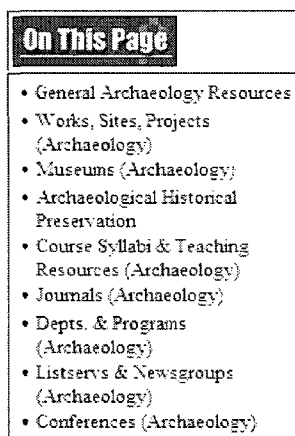 On This Page
• General Archaeology Resources
• Works, Sites, Projects
(Archaeology)
• Museums (Archaeology)
• Archaeological Historical
Preservation
• Course Syllabi & Teaching
Resources (Archaeology)
• Journals (Archaeology)
• Depts. & Programs
(Archaeology)
• Listservs & Newsgroups
(Archaeology)
• Conferences (Archaeology)